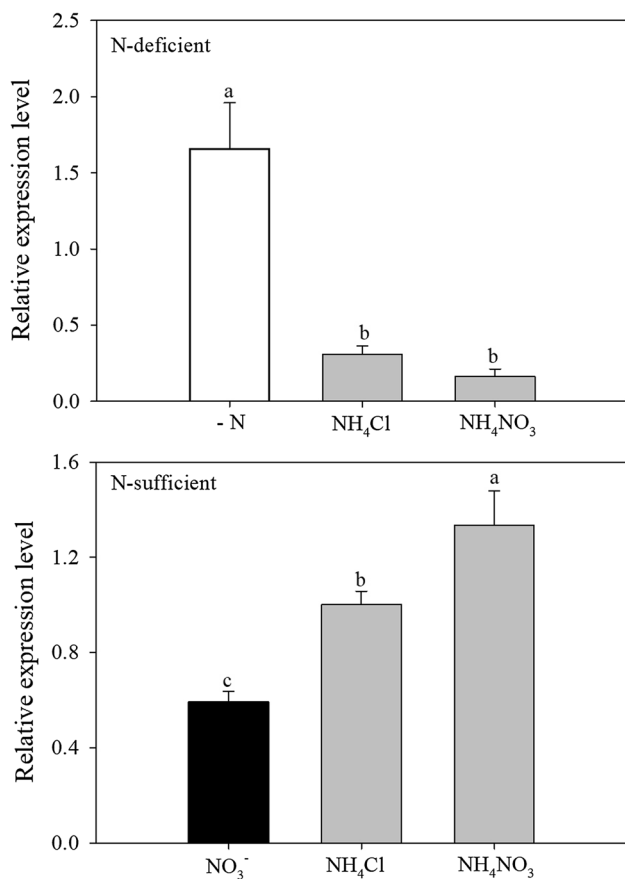 2.5
N-deficient
a
2.0
1.5
1.0
Relative expression level
0.5
b
b
0.0
- N
NH₄Cl
NH₄NO₃
1.6
N-sufficient
a
1.2
b
0.8
Relative expression level
c
0.4
0.0
NO₃⁻
NH₄Cl
NH₄NO₃